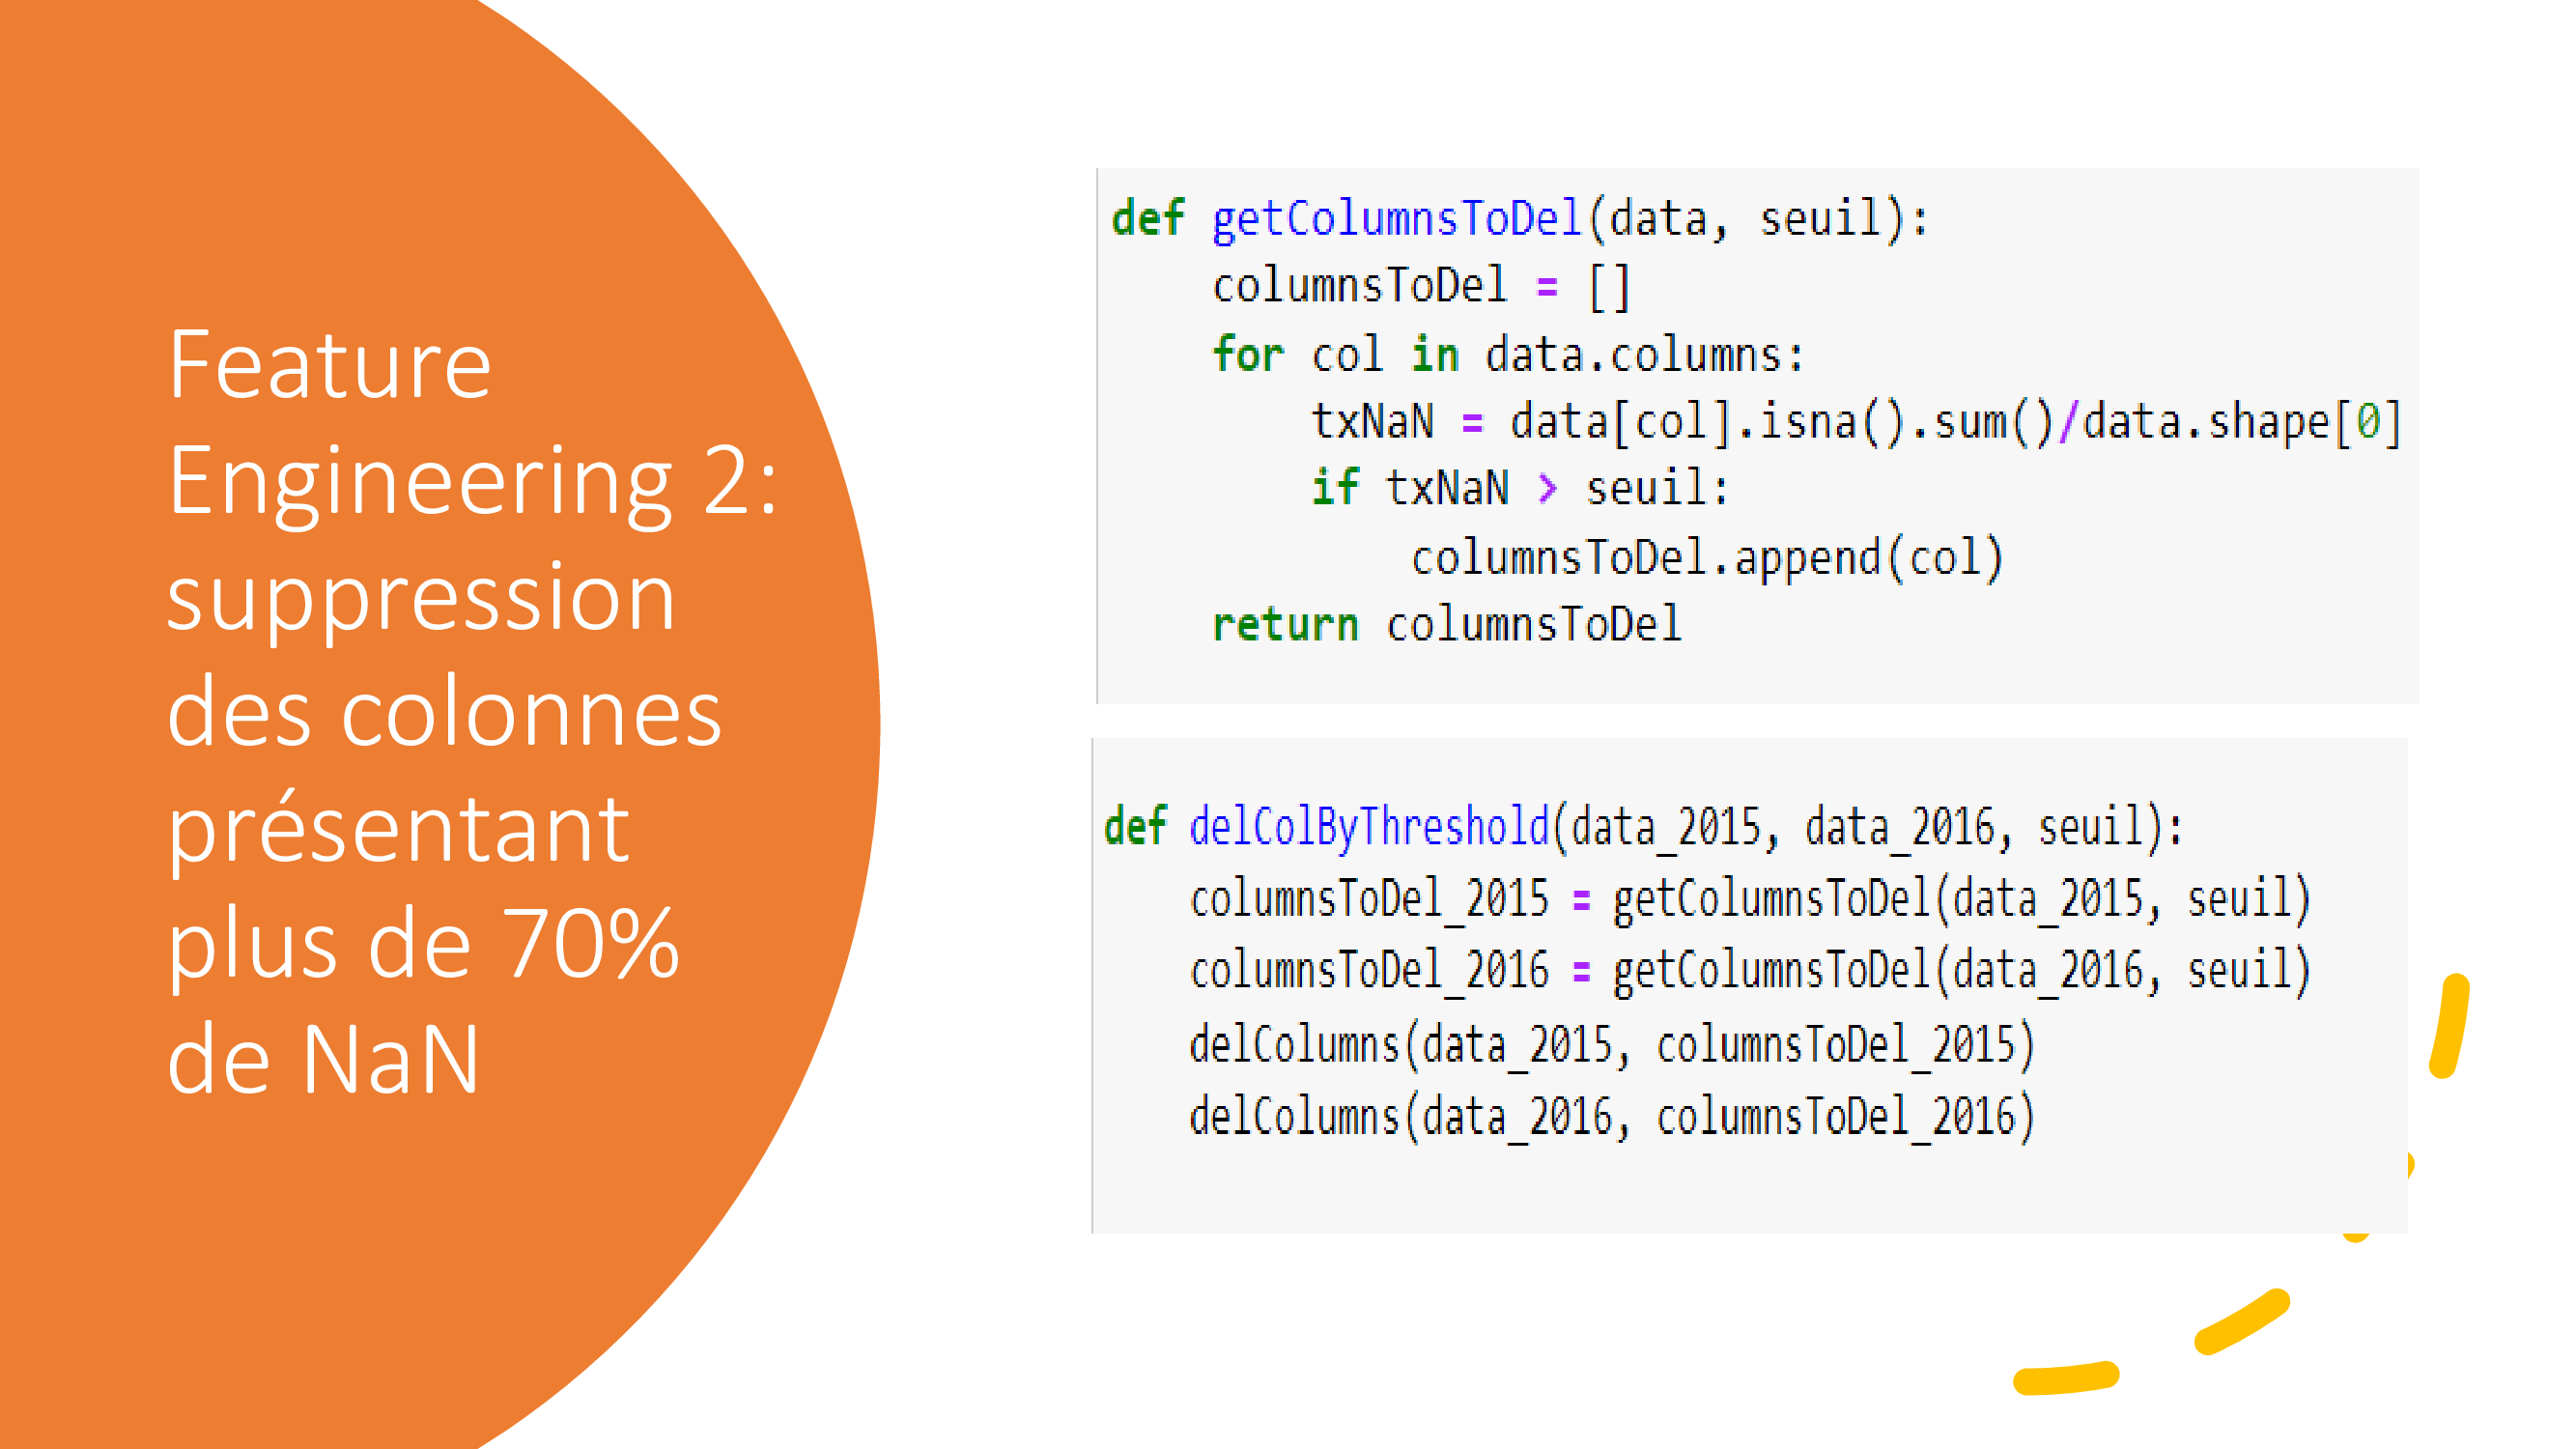 Feature
Engineering 2:
suppression
des colonnes
présentant
plus de 70%
de NaN
def getColumnsToDel(data, seuil):
    columnsToDel = []
    for col in data.columns:
        txNaN = data[col].isna().sum()/data.shape[0]
        if txNaN > seuil:
            columnsToDel.append(col)
    return columnsToDel
def delColByThreshold(data_2015, data_2016, seuil):
    columnsToDel_2015 = getColumnsToDel(data_2015, seuil)
    columnsToDel_2016 = getColumnsToDel(data_2016, seuil)
    delColumns(data_2015, columnsToDel_2015)
    delColumns(data_2016, columnsToDel_2016)